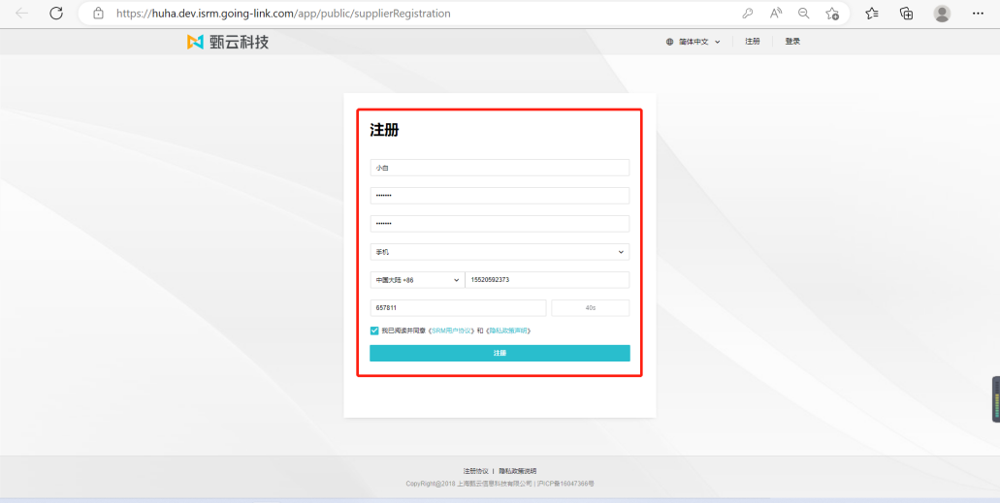 https://huha.dev.isrm.going-link.com/app/public/supplierRegistration
甄云科技
简体中文 注册 登录
注册
小白
•••••••
•••••••
手机
中国大陆 +86 15520592373
657811 40s
我已阅读并同意《SRM用户协议》和《隐私政策声明》
注册
注册协议 | 隐私政策说明
CopyRight@2018 上海甄云信息科技有限公司 | 沪ICP备16047366号